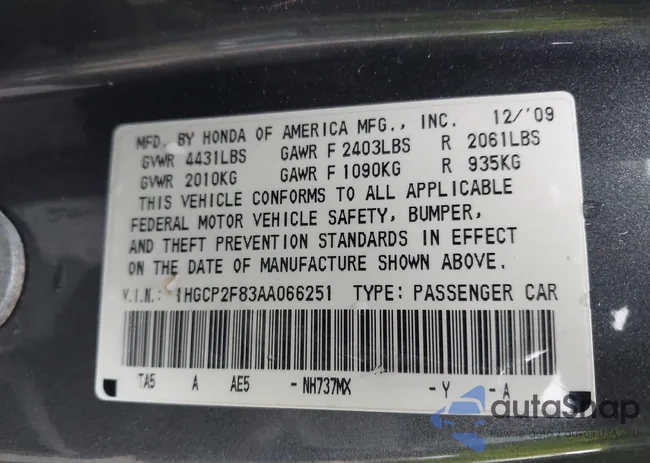 MFD. BY HONDA OF AMERICA MFG., INC. 12/'09
GVWR 4431LBS GAWR F 2403LBS R 2061LBS
GVWR 2010KG GAWR F 1090KG R 935KG
THIS VEHICLE CONFORMS TO ALL APPLICABLE
FEDERAL MOTOR VEHICLE SAFETY, BUMPER,
AND THEFT PREVENTION STANDARDS IN EFFECT
ON THE DATE OF MANUFACTURE SHOWN ABOVE.
V.I.N.: 1HGCP2F83AA066251 TYPE: PASSENGER CAR
TA5 A AE5 - NH737MX - Y - A
autoSnap